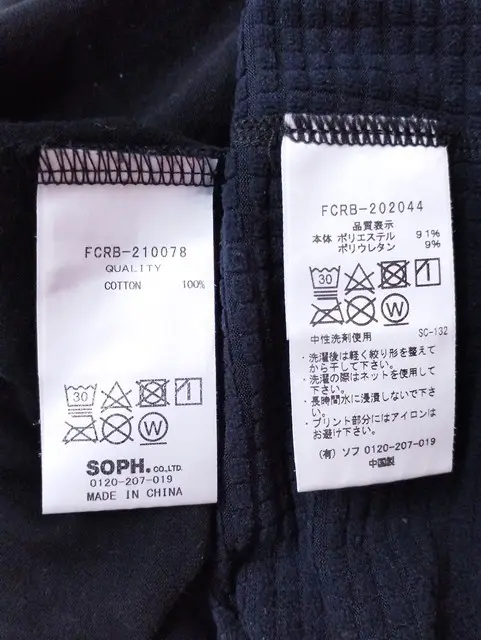 FCRB-210078
QUALITY
COTTON 100%
30
W
SOPH.CO.,LTD.
0120-207-019
MADE IN CHINA
FCRB-202044
品質表示
本体 ポリエステル 91%
ポリウレタン 9%
30
W
中性洗剤使用 SC-132
・洗濯後は軽く絞り形を整えて
から干して下さい。
・洗濯の際はネットを使用して
下さい。
・長時間水に浸漬しないで下さ
い。
・プリント部分にはアイロンは
お避け下さい。
(有) ソフ 0120-207-019
中国製